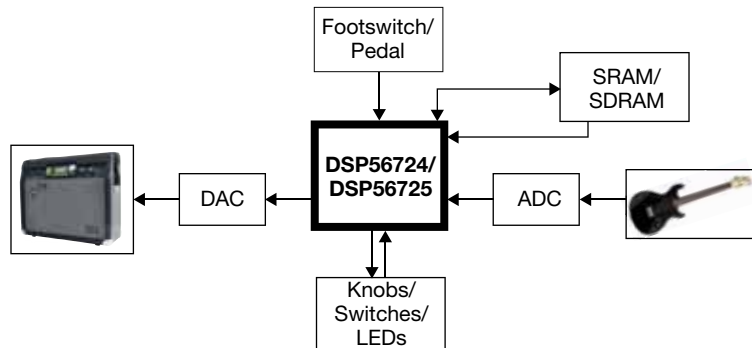 Footswitch/
Pedal
SRAM/
SDRAM
DSP56724/
DSP56725
DAC
ADC
Knobs/
Switches/
LEDs